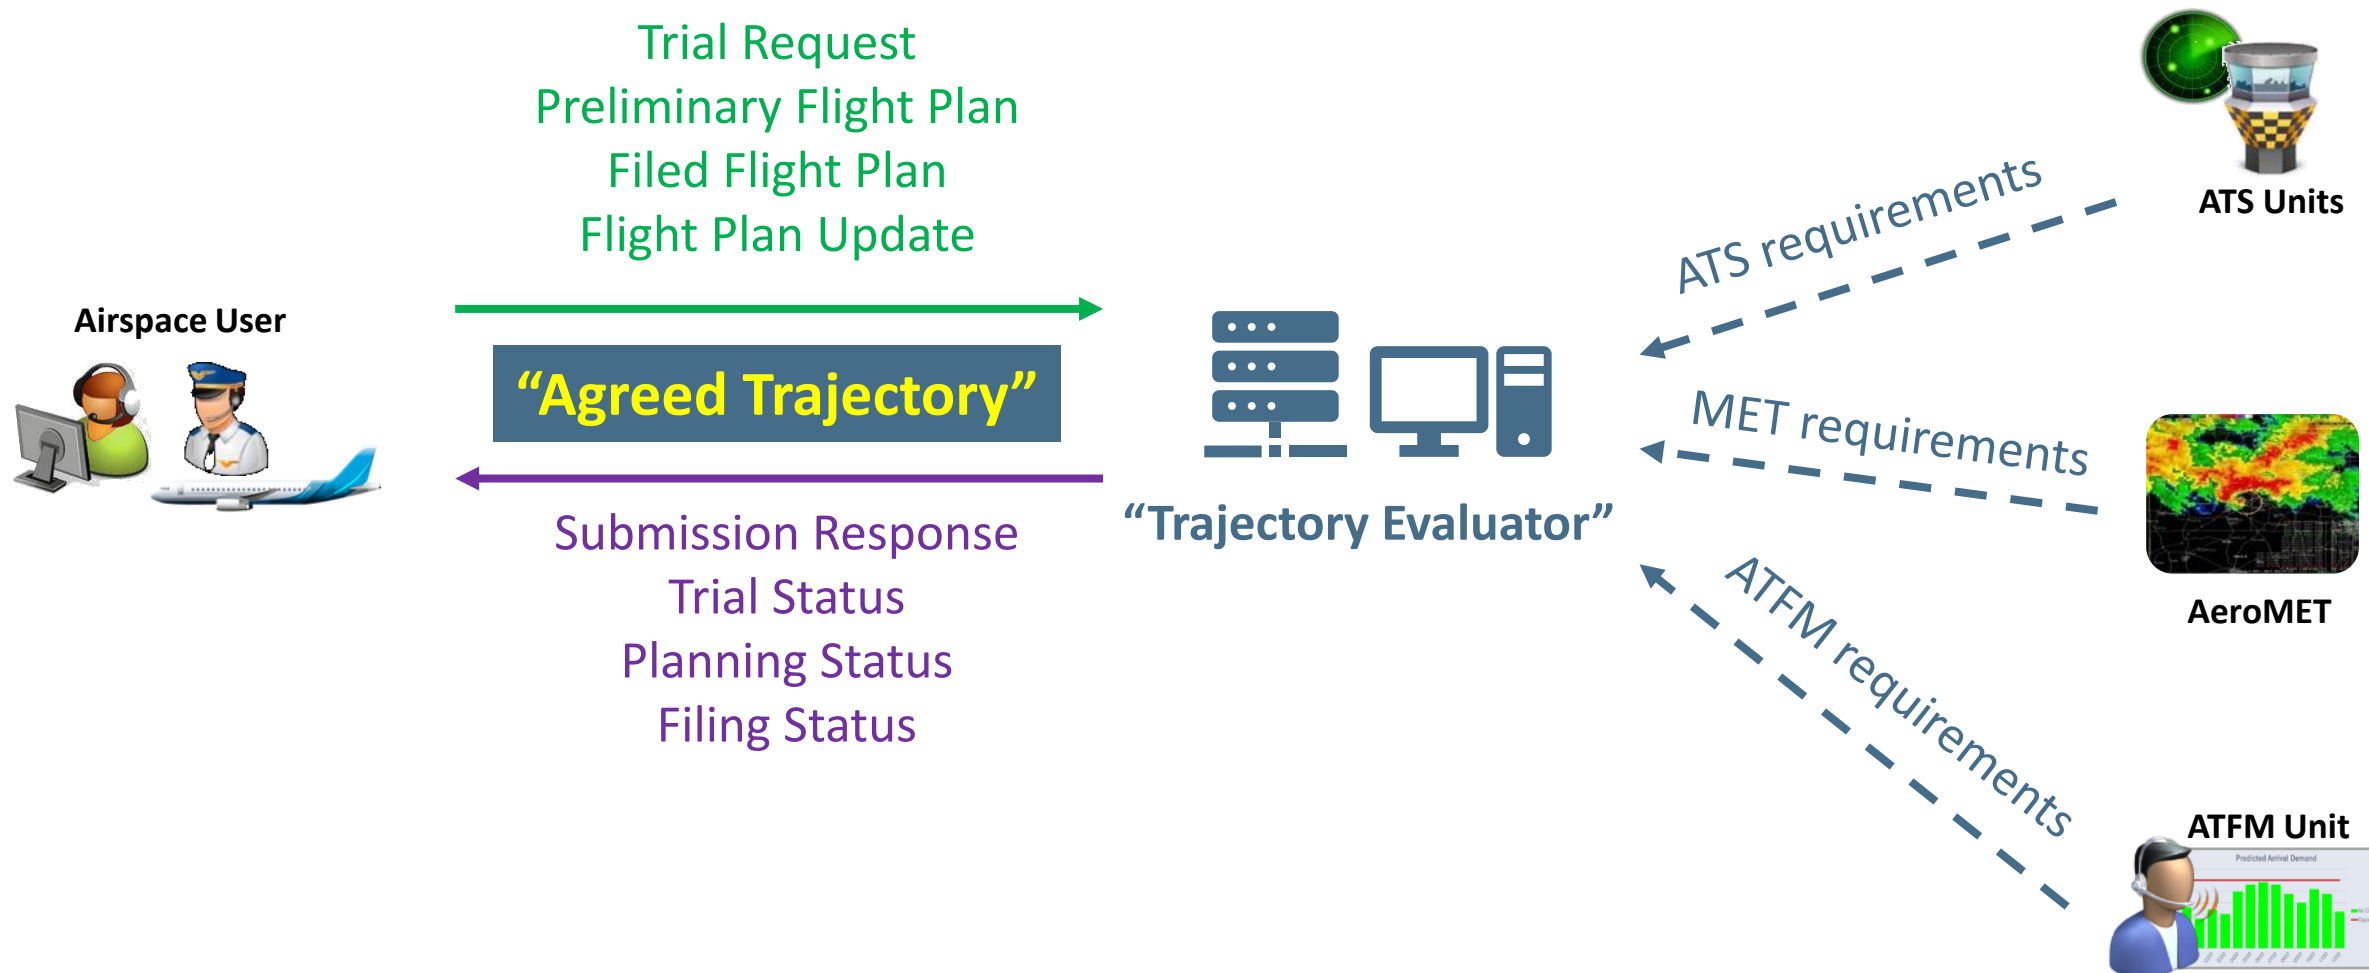 Trial Request
Preliminary Flight Plan
Filed Flight Plan
Flight Plan Update
Airspace User
“Agreed Trajectory”
Submission Response
Trial Status
Planning Status
Filing Status
“Trajectory Evaluator”
ATS requirements
MET requirements
ATFM requirements
ATS Units
AeroMET
ATFM Unit
Predicted Arrival Demand